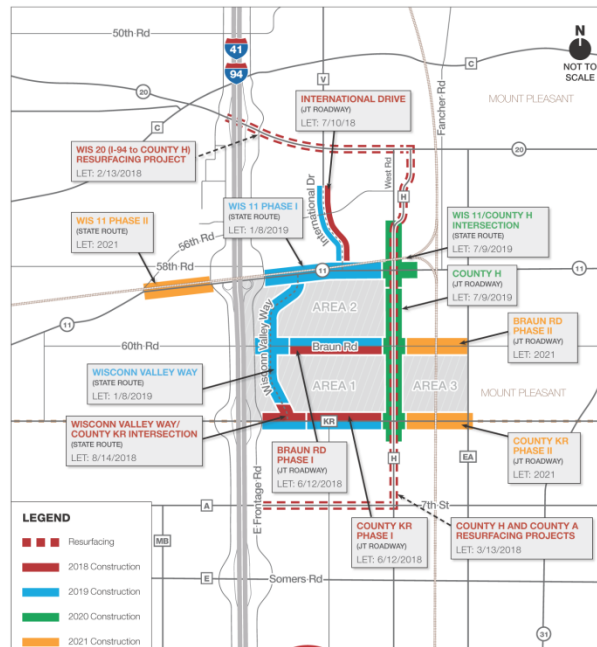 50th Rd
41
94
V
Fancher Rd
C
N
NOT TO
SCALE
MOUNT PLEASANT
20
C
INTERNATIONAL DRIVE
(JT ROADWAY)
LET: 7/10/18
WIS 20 (I-94 to COUNTY H)
RESURFACING PROJECT
LET: 2/13/2018
20
West Rd
H
International Dr
WIS 11 PHASE I
(STATE ROUTE)
LET: 1/8/2019
WIS 11 PHASE II
(STATE ROUTE)
LET: 2021
56th Rd
58th Rd
WIS 11/COUNTY H
INTERSECTION
(STATE ROUTE)
LET: 7/9/2019
11
11
COUNTY H
(JT ROADWAY)
LET: 7/9/2019
AREA 2
Wisconn Valley Way
11
BRAUN RD
PHASE II
(JT ROADWAY)
LET: 2021
60th Rd
Braun Rd
WISCONN VALLEY WAY
(STATE ROUTE)
LET: 1/8/2019
AREA 1
AREA 3
MOUNT PLEASANT
WISCONN VALLEY WAY/
COUNTY KR INTERSECTION
(STATE ROUTE)
LET: 8/14/2018
KR
COUNTY KR
PHASE II
(JT ROADWAY)
LET: 2021
BRAUN RD
PHASE I
(JT ROADWAY)
LET: 6/12/2018
H
EA
E Frontage Rd
A
7th St
LEGEND
Resurfacing
2018 Construction
2019 Construction
2020 Construction
2021 Construction
MB
COUNTY KR
PHASE I
(JT ROADWAY)
LET: 6/12/2018
COUNTY H AND COUNTY A
RESURFACING PROJECTS
LET: 3/13/2018
E
Somers Rd
31